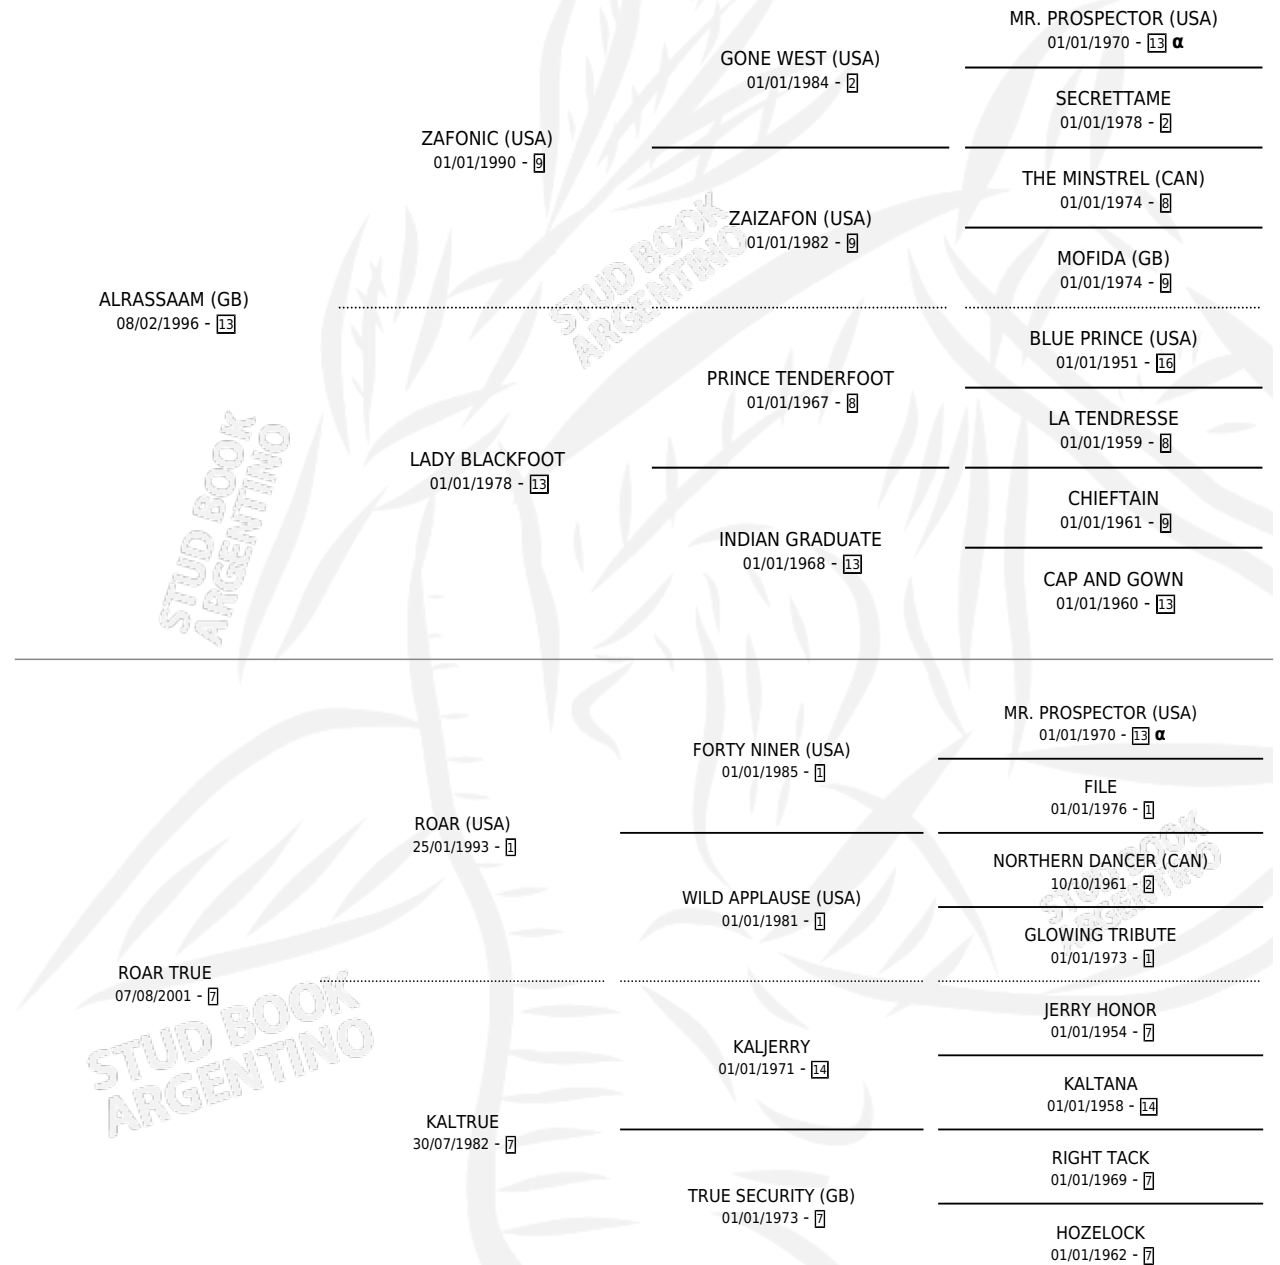 MR. PROSPECTOR (USA)
01/01/1970 - 13 α
GONE WEST (USA)
01/01/1984 - 2
SECRETTAME
01/01/1978 - 2
ZAFONIC (USA)
01/01/1990 - 9
THE MINSTREL (CAN)
01/01/1974 - 8
ZAIZAFON (USA)
01/01/1982 - 9
MOFIDA (GB)
01/01/1974 - 9
ALRASSAAM (GB)
08/02/1996 - 13
BLUE PRINCE (USA)
01/01/1951 - 16
PRINCE TENDERFOOT
01/01/1967 - 8
LA TENDRESSE
01/01/1959 - 8
LADY BLACKFOOT
01/01/1978 - 13
CHIEFTAIN
01/01/1961 - 9
INDIAN GRADUATE
01/01/1968 - 13
CAP AND GOWN
01/01/1960 - 13
MR. PROSPECTOR (USA)
01/01/1970 - 13 α
FORTY NINER (USA)
01/01/1985 - 1
FILE
01/01/1976 - 1
ROAR (USA)
25/01/1993 - 1
NORTHERN DANCER (CAN)
10/10/1961 - 2
WILD APPLAUSE (USA)
01/01/1981 - 1
GLOWING TRIBUTE
01/01/1973 - 1
ROAR TRUE
07/08/2001 - 7
JERRY HONOR
01/01/1954 - 7
KALJERRY
01/01/1971 - 14
KALTANA
01/01/1958 - 14
KALTRUE
30/07/1982 - 7
RIGHT TACK
01/01/1969 - 7
TRUE SECURITY (GB)
01/01/1973 - 7
HOZELOCK
01/01/1962 - 7
STUD BOOK
ARGENTINO
STUD BOOK
ARGENTINO
STUD BOOK
ARGENTINO
STUD BOOK
ARGENTINO